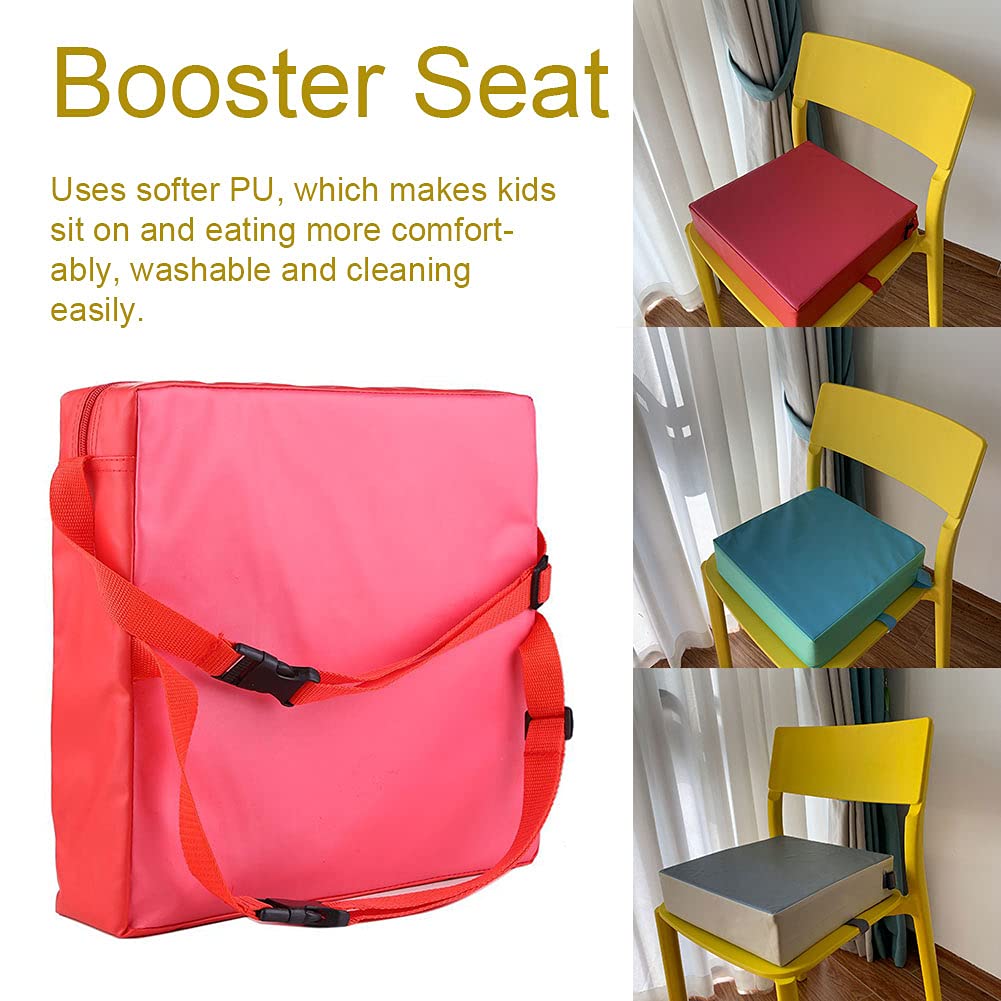 Booster Seat
Uses softer PU, which makes kids
sit on and eating more comfort-
ably, washable and cleaning
easily.